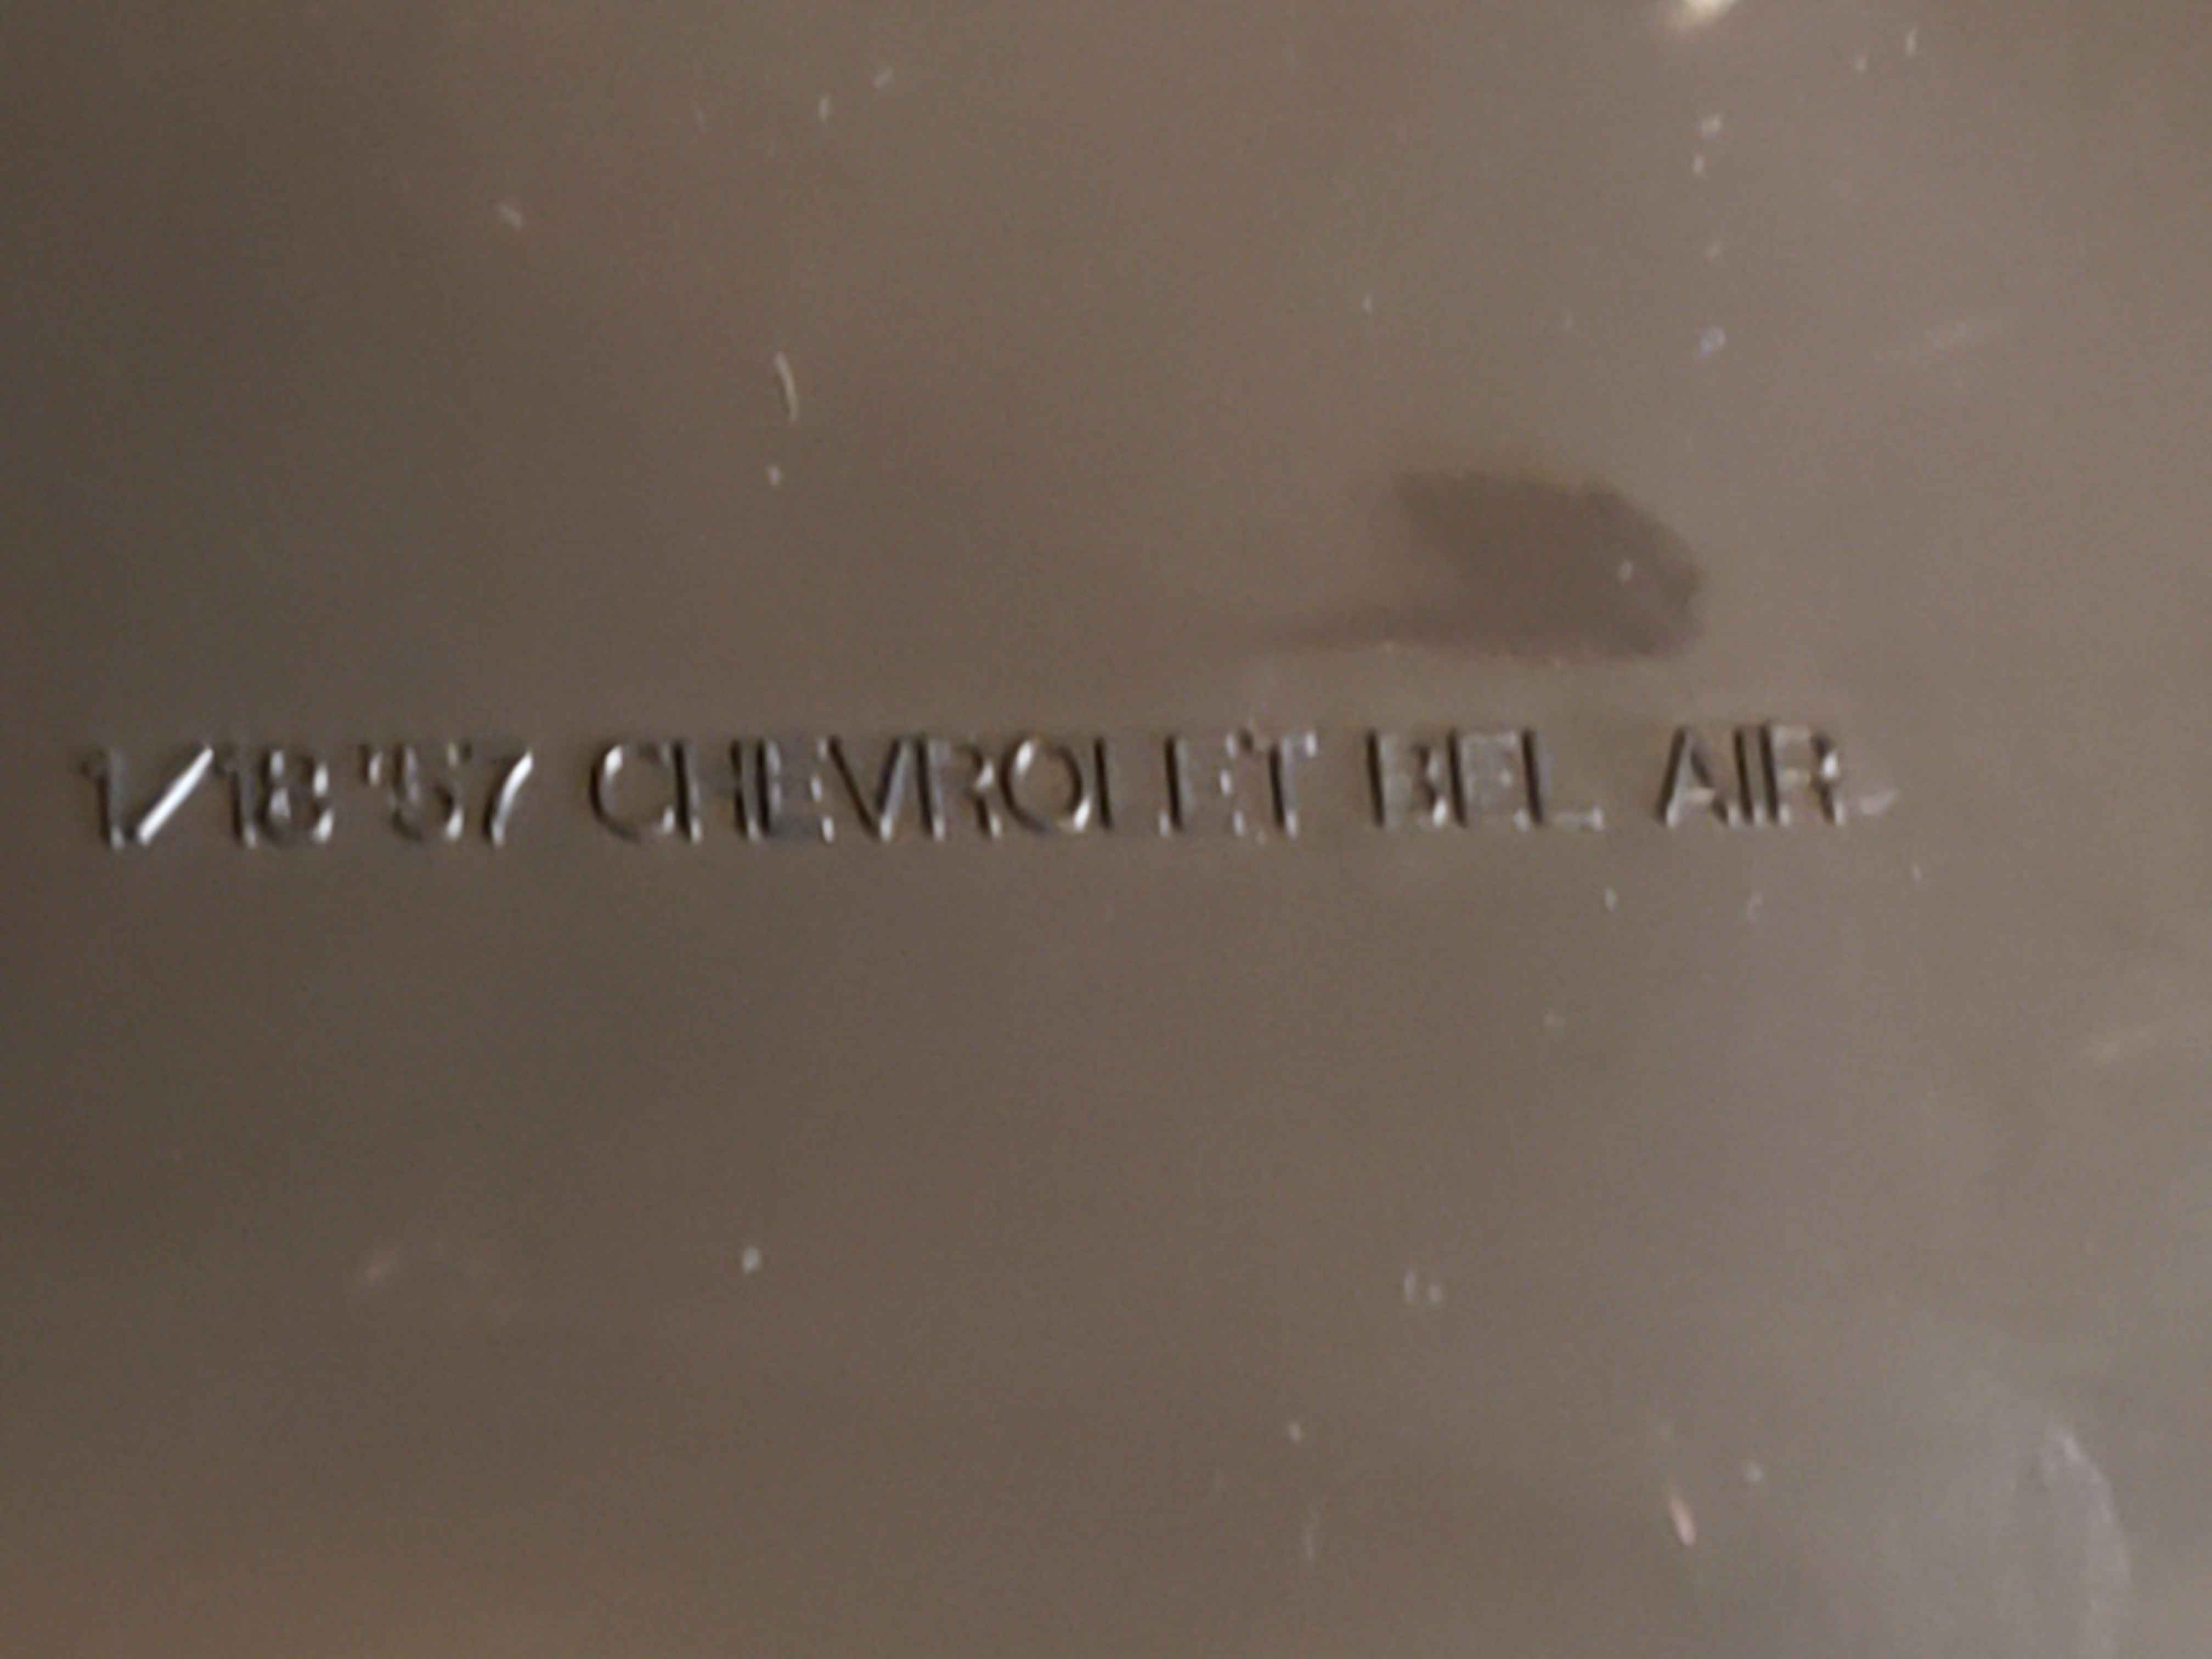 1/18 '57 CHEVROLET BEL AIR